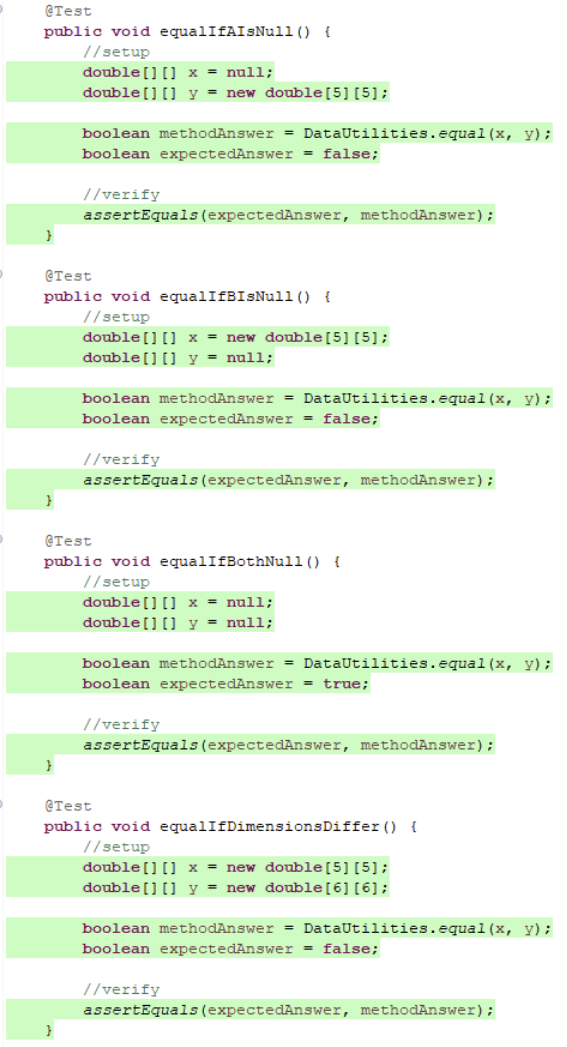 @Test
public void equalIfAIsNull() {
//setup
double[][] x = null;
double[][] y = new double[5][5];
boolean methodAnswer = DataUtilities.equal(x, y);
boolean expectedAnswer = false;
//verify
assertEquals(expectedAnswer, methodAnswer);
}
@Test
public void equalIfBIsNull() {
//setup
double[][] x = new double[5][5];
double[][] y = null;
boolean methodAnswer = DataUtilities.equal(x, y);
boolean expectedAnswer = false;
//verify
assertEquals(expectedAnswer, methodAnswer);
}
@Test
public void equalIfBothNull() {
//setup
double[][] x = null;
double[][] y = null;
boolean methodAnswer = DataUtilities.equal(x, y);
boolean expectedAnswer = true;
//verify
assertEquals(expectedAnswer, methodAnswer);
}
@Test
public void equalIfDimensionsDiffer() {
//setup
double[][] x = new double[5][5];
double[][] y = new double[6][6];
boolean methodAnswer = DataUtilities.equal(x, y);
boolean expectedAnswer = false;
//verify
assertEquals(expectedAnswer, methodAnswer);
}